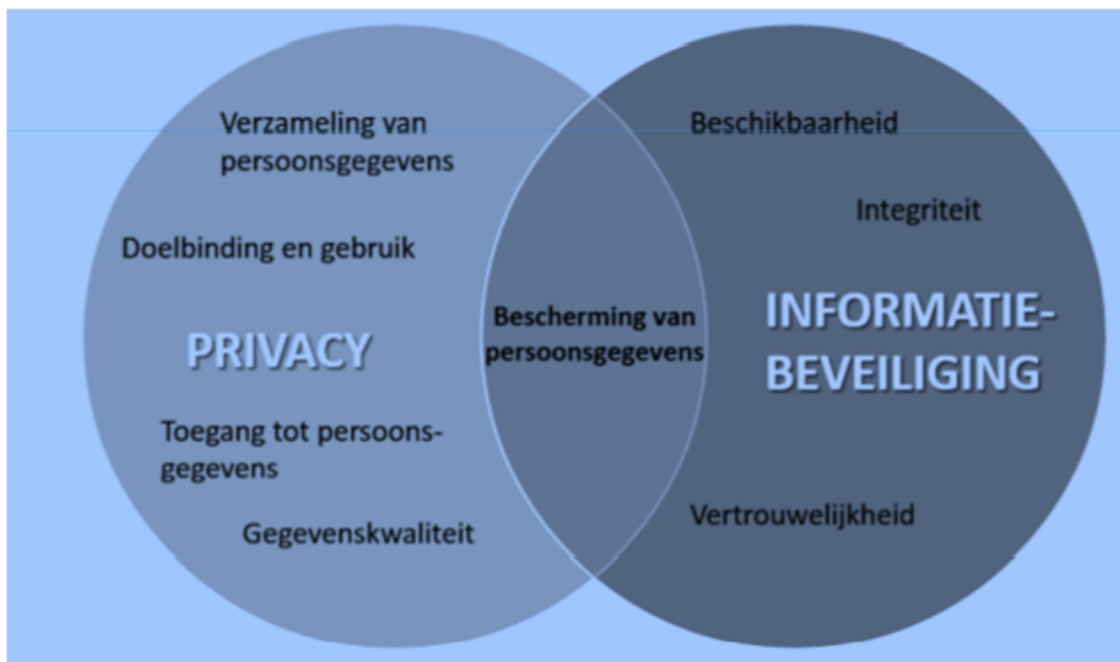 Verzameling van
persoonsgegevens
Doelbinding en gebruik
PRIVACY
Toegang tot persoons-
gegevens
Gegevenskwaliteit
Bescherming van
persoonsgegevens
Beschikbaarheid
Integriteit
INFORMATIE-
BEVEILIGING
Vertrouwelijkheid